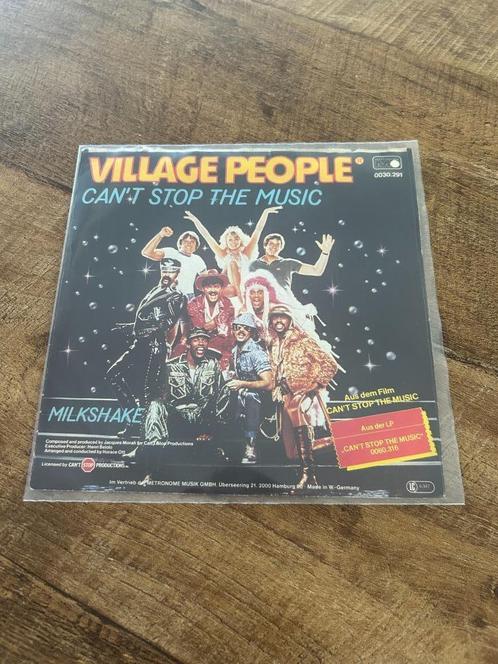 VILLAGE PEOPLE ®
0030.291
CAN'T STOP THE MUSIC
MILKSHAKE
Aus dem Film
CAN'T STOP THE MUSIC
Aus der LP
„CAN'T STOP THE MUSIC"
0060.316
Composed and produced by Jacques Morali for Can't Stop Productions
Executive Producer: Henri Belolo
Arranged and conducted by Horace Ott
Licensed by CAN'T STOP PRODUCTIONS
Im Vertrieb der METRONOME MUSIK GMBH, Überseering 21, 2000 Hamburg 60 · Made in W.-Germany